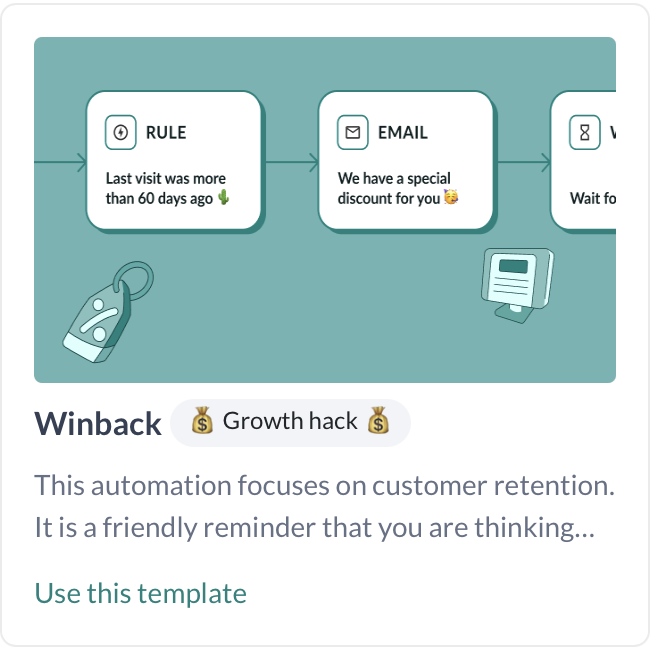 RULE
Last visit was more
than 60 days ago 🌵
EMAIL
We have a special
discount for you 🥳
Wait fo
Winback
💰 Growth hack 💰
This automation focuses on customer retention.
It is a friendly reminder that you are thinking...
Use this template